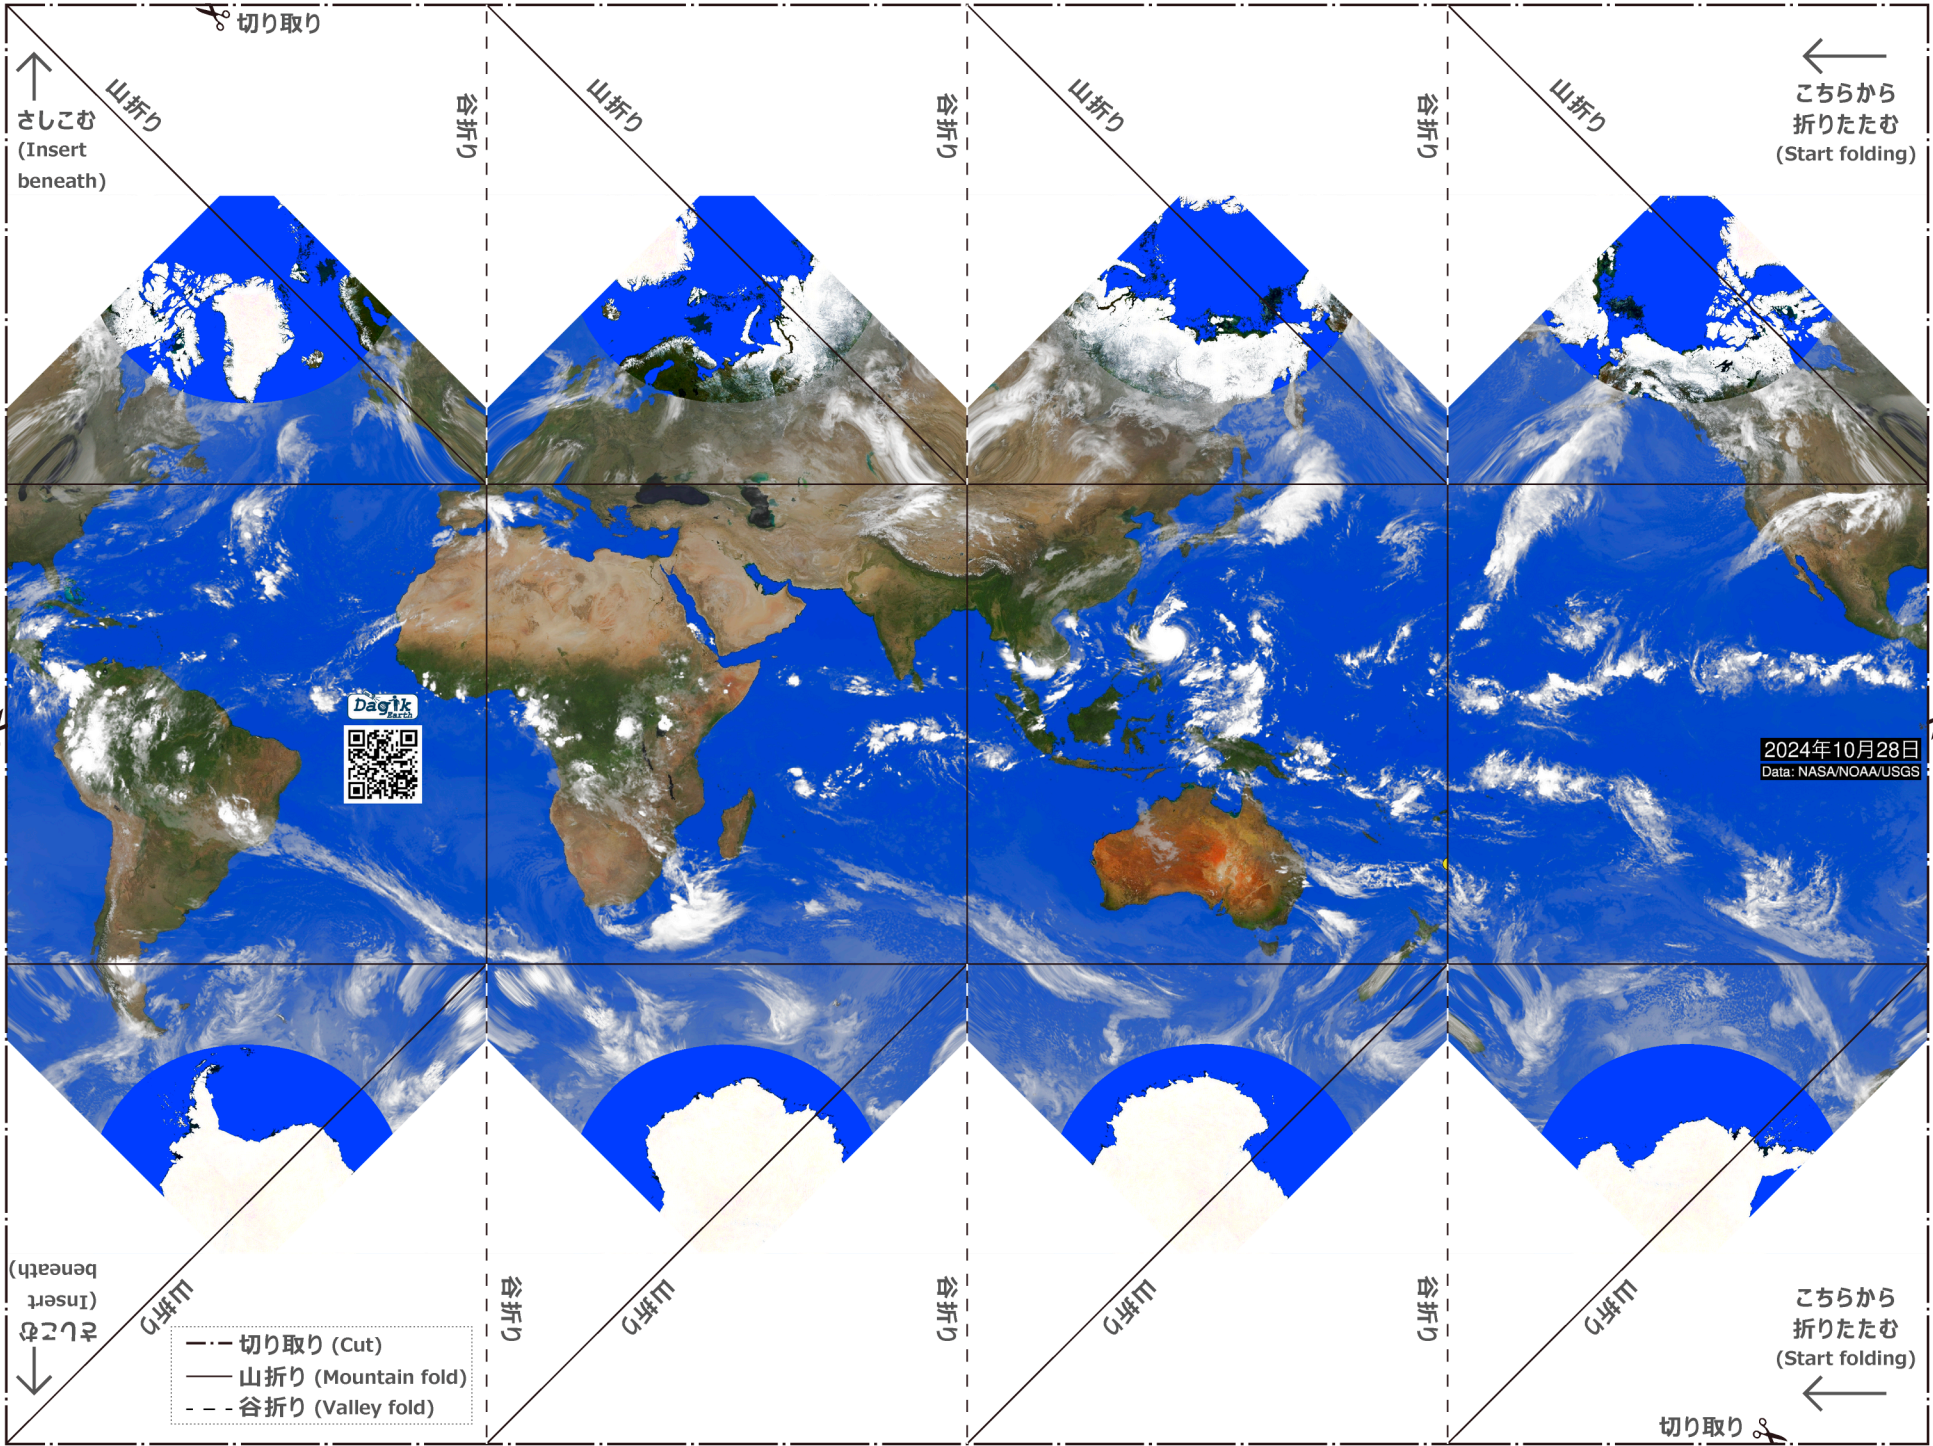 切り取り
さしこむ
(Insert
beneath)
山折り
谷折り
山折り
谷折り
山折り
谷折り
山折り
こちらから
折りたたむ
(Start folding)
Dagik
Earth
2024年10月28日
Data: NASA/NOAA/USGS
さしこむ
(Insert
beneath)
山折り
谷折り
山折り
谷折り
山折り
谷折り
山折り
こちらから
折りたたむ
(Start folding)
切り取り (Cut)
山折り (Mountain fold)
谷折り (Valley fold)
切り取り